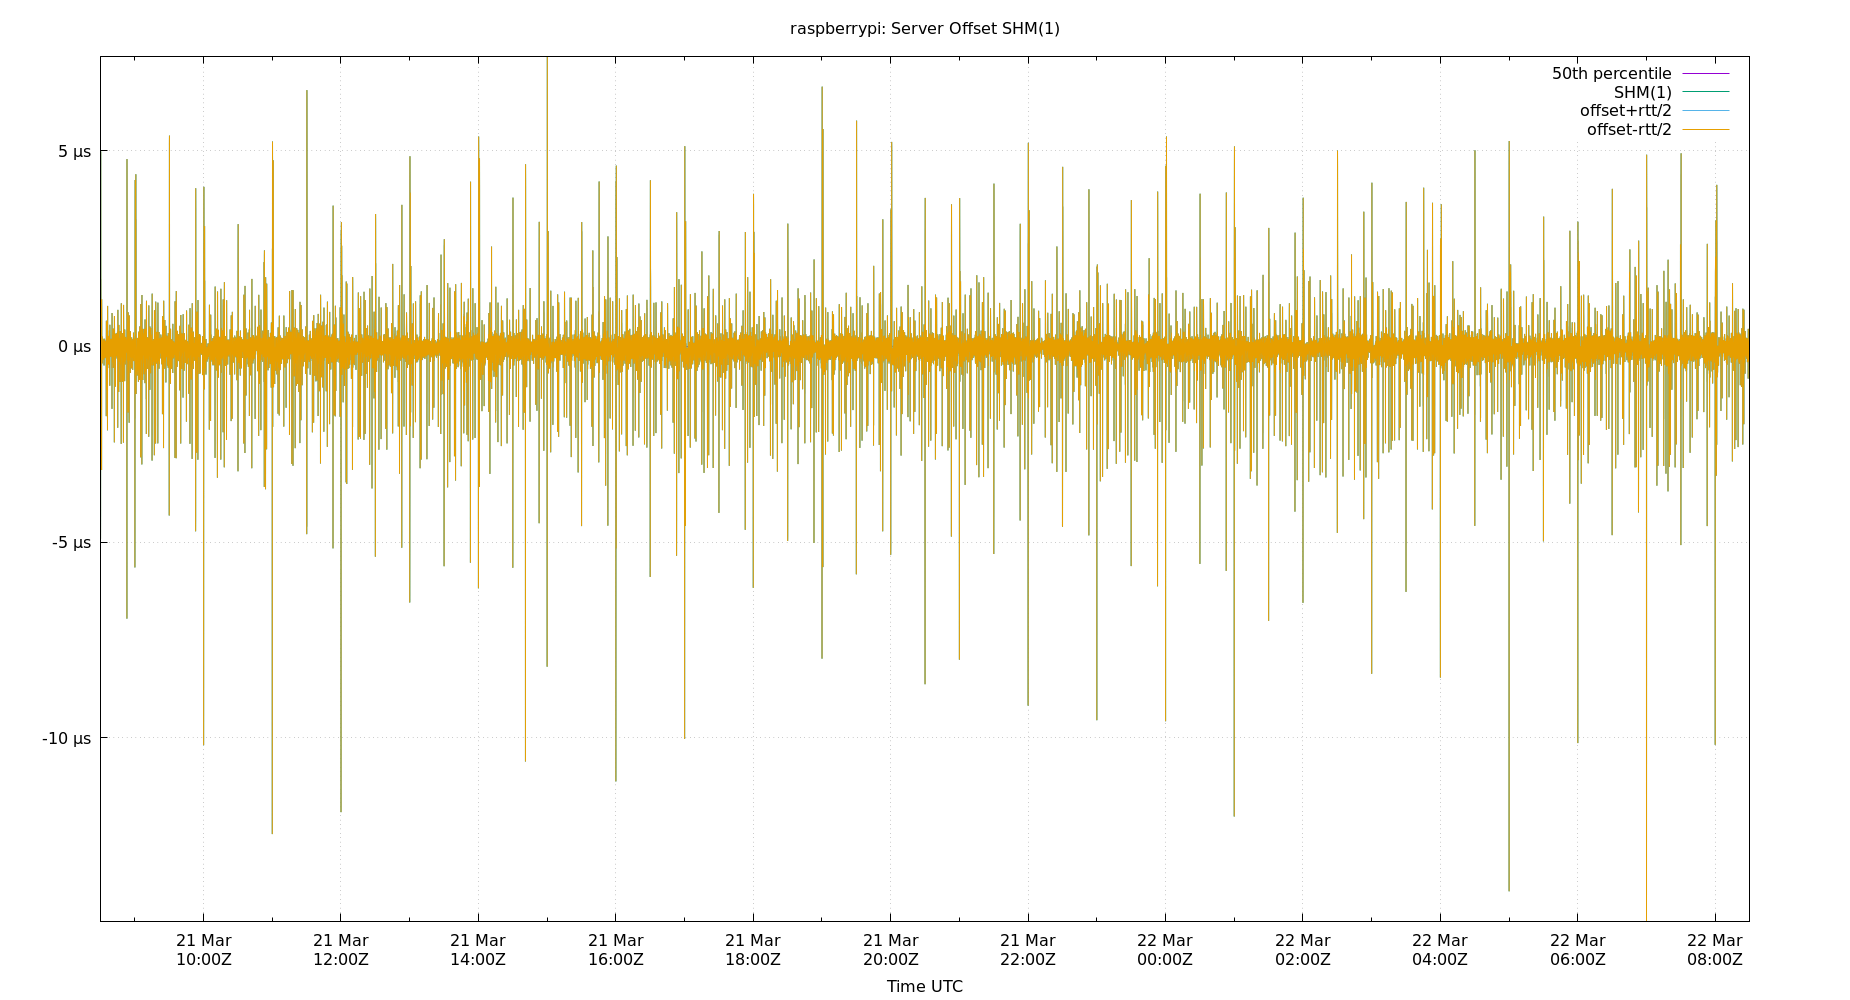 raspberrypi: Server Offset SHM(1)
50th percentile
SHM(1)
offset+rtt/2
offset-rtt/2
5 µs
0 µs
-5 µs
-10 µs
21 Mar 21 Mar 21 Mar 21 Mar 21 Mar 21 Mar 21 Mar 22 Mar 22 Mar 22 Mar 22 Mar 22 Mar
10:00Z 12:00Z 14:00Z 16:00Z 18:00Z 20:00Z 22:00Z 00:00Z 02:00Z 04:00Z 06:00Z 08:00Z
Time UTC